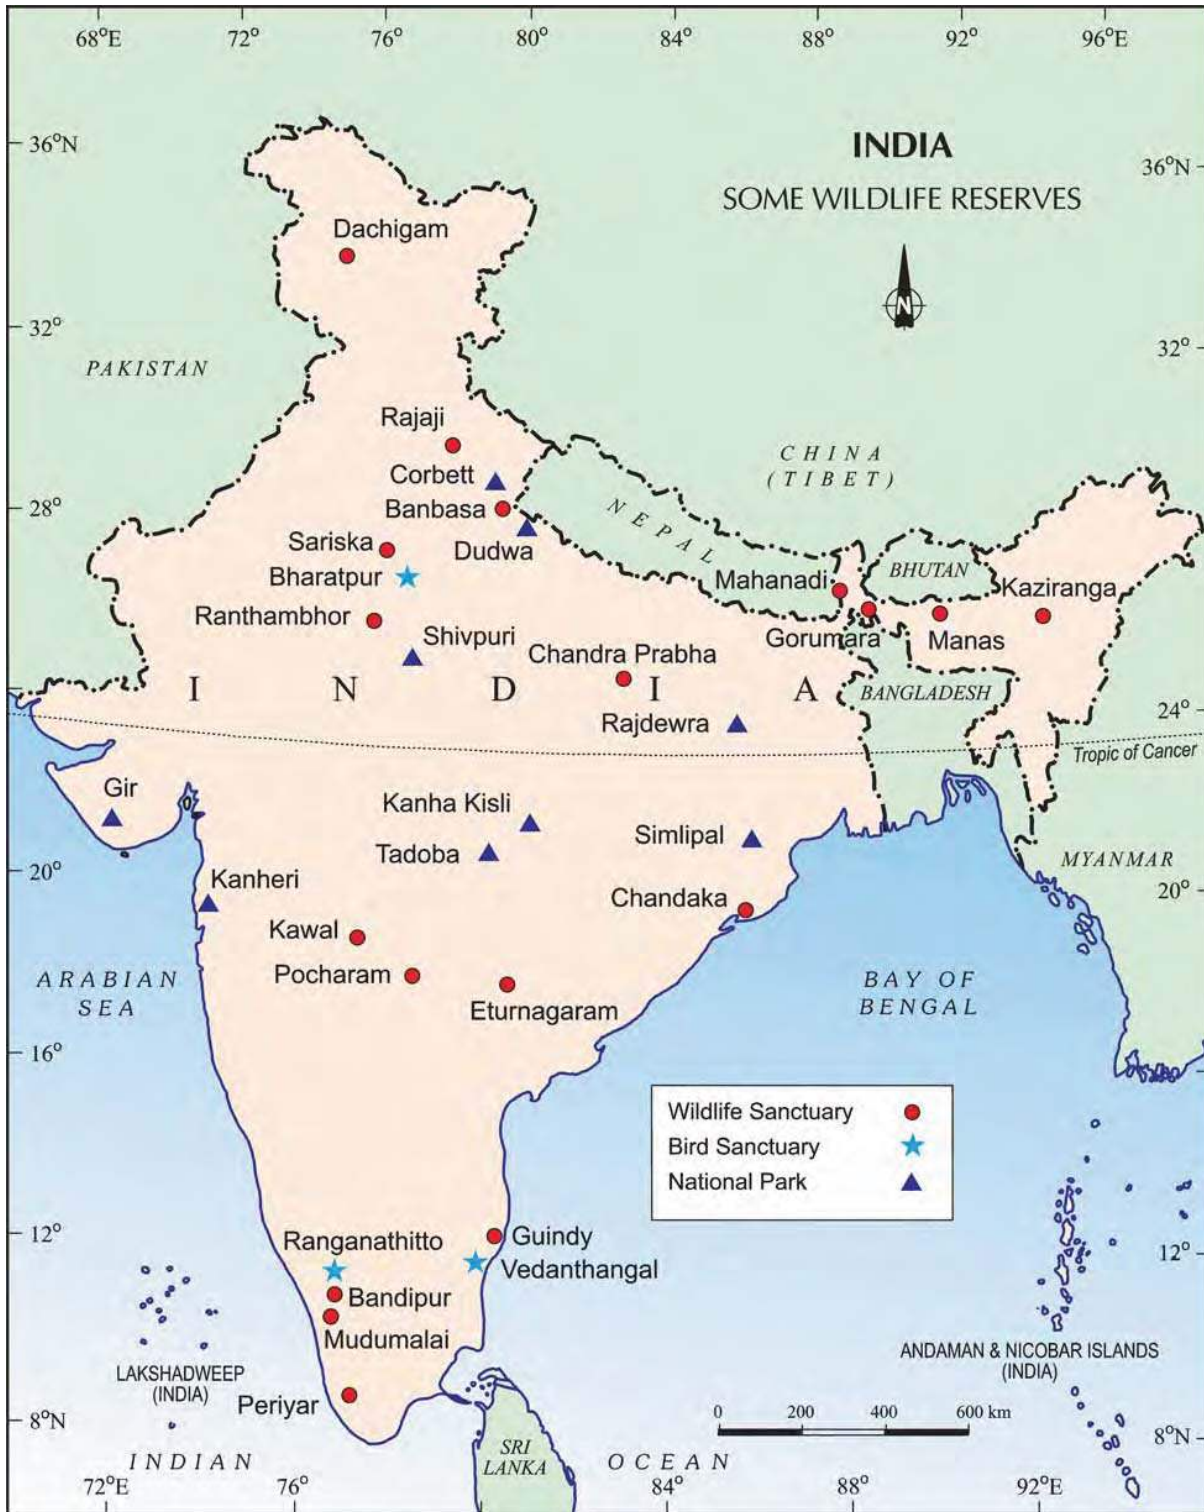 68°E 72° 76° 80° 84° 88° 92° 96°E
36°N
INDIA
36°N
SOME WILDLIFE RESERVES
Dachigam
N
32°
32°
PAKISTAN
Rajaji
CHINA
(TIBET)
Corbett
28°
Banbasa
NEPAL
Dudwa
Sariska
Bharatpur
Mahanadi
BHUTAN
Kaziranga
Ranthambhor
Shivpuri
Gorumara
Manas
Chandra Prabha
I N D I A
BANGLADESH
24°
Rajdewra
Tropic of Cancer
Gir
Kanha Kisli
Simlipal
Tadoba
MYANMAR
20°
Kanheri
Chandaka
20°
Kawal
Pocharam
ARABIAN
SEA
BAY OF
BENGAL
Eturnagaram
16°
Wildlife Sanctuary
Bird Sanctuary
National Park
12°
Ranganathitto
Guindy
12°
Vedanthangal
Bandipur
Mudumalai
LAKSHADWEEP
(INDIA)
ANDAMAN & NICOBAR ISLANDS
(INDIA)
Periyar
8°N
0 200 400 600 km
8°N
SRI
LANKA
INDIAN OCEAN
72°E 76° 84° 88° 92°E